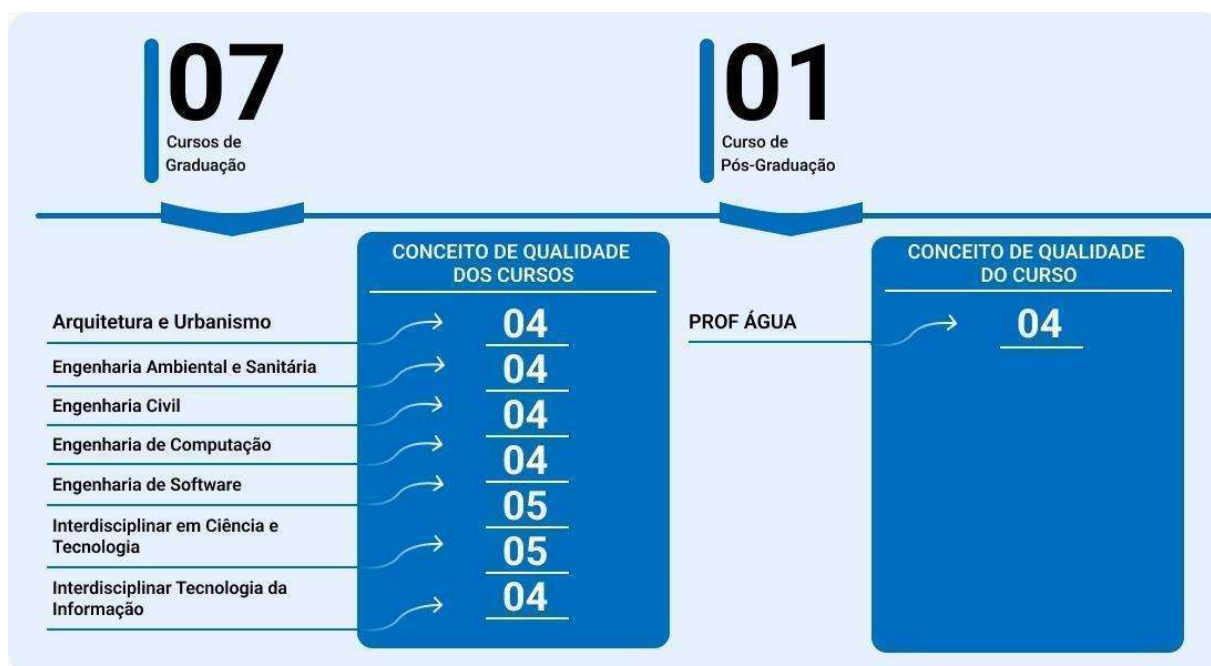 07
Cursos de
Graduação
01
Curso de
Pós-Graduação
CONCEITO DE QUALIDADE
DOS CURSOS
Arquitetura e Urbanismo
04
Engenharia Ambiental e Sanitária
04
Engenharia Civil
04
Engenharia de Computação
04
Engenharia de Software
05
Interdisciplinar em Ciência e
Tecnologia
05
Interdisciplinar Tecnologia da
Informação
04
CONCEITO DE QUALIDADE
DO CURSO
PROF ÁGUA
04